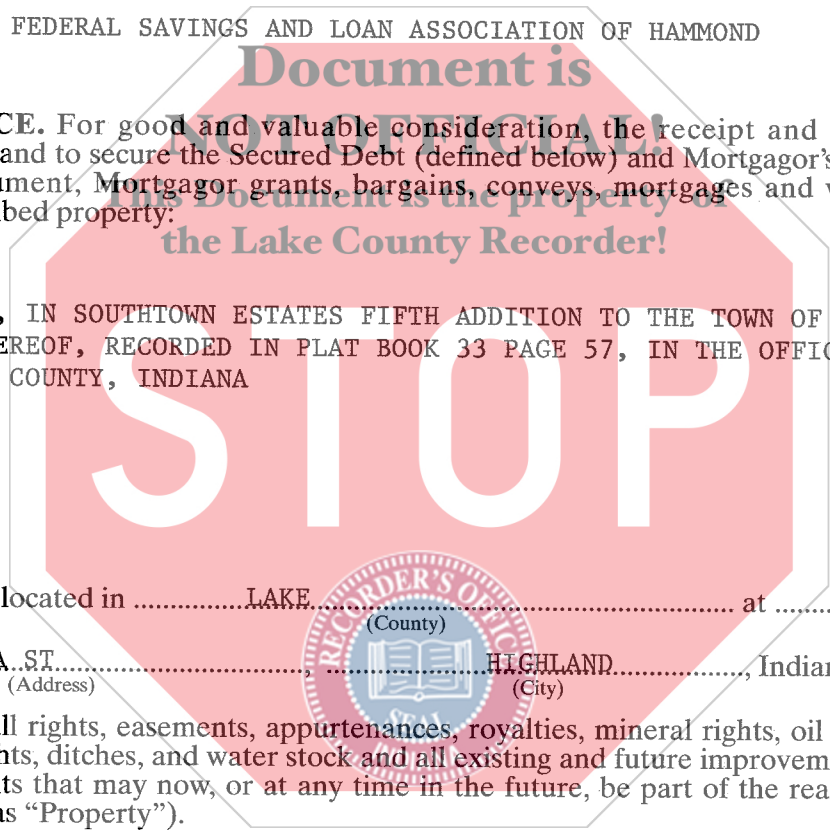 FEDERAL SAVINGS AND LOAN ASSOCIATION OF HAMMOND
Document is
NOT OFFICIAL!
CE. For good and valuable consideration, the receipt and
and to secure the Secured Debt (defined below) and Mortgagor's
ument, Mortgagor grants, bargains, conveys, mortgages and
This Document is the property of
bed property:
the Lake County Recorder!
, IN SOUTHTOWN ESTATES FIFTH ADDITION TO THE TOWN OF
EREOF, RECORDED IN PLAT BOOK 33 PAGE 57, IN THE OFFIC
COUNTY, INDIANA
STOP
located in LAKE at
(County)
A ST, HIGHLAND, Indian
(Address) (City)
RECORDER'S OFFICE
SEAL
INDIANA
ll rights, easements, appurtenances, royalties, mineral rights, oil
hts, ditches, and water stock and all existing and future improvem
ts that may now, or at any time in the future, be part of the rea
as “Property”).